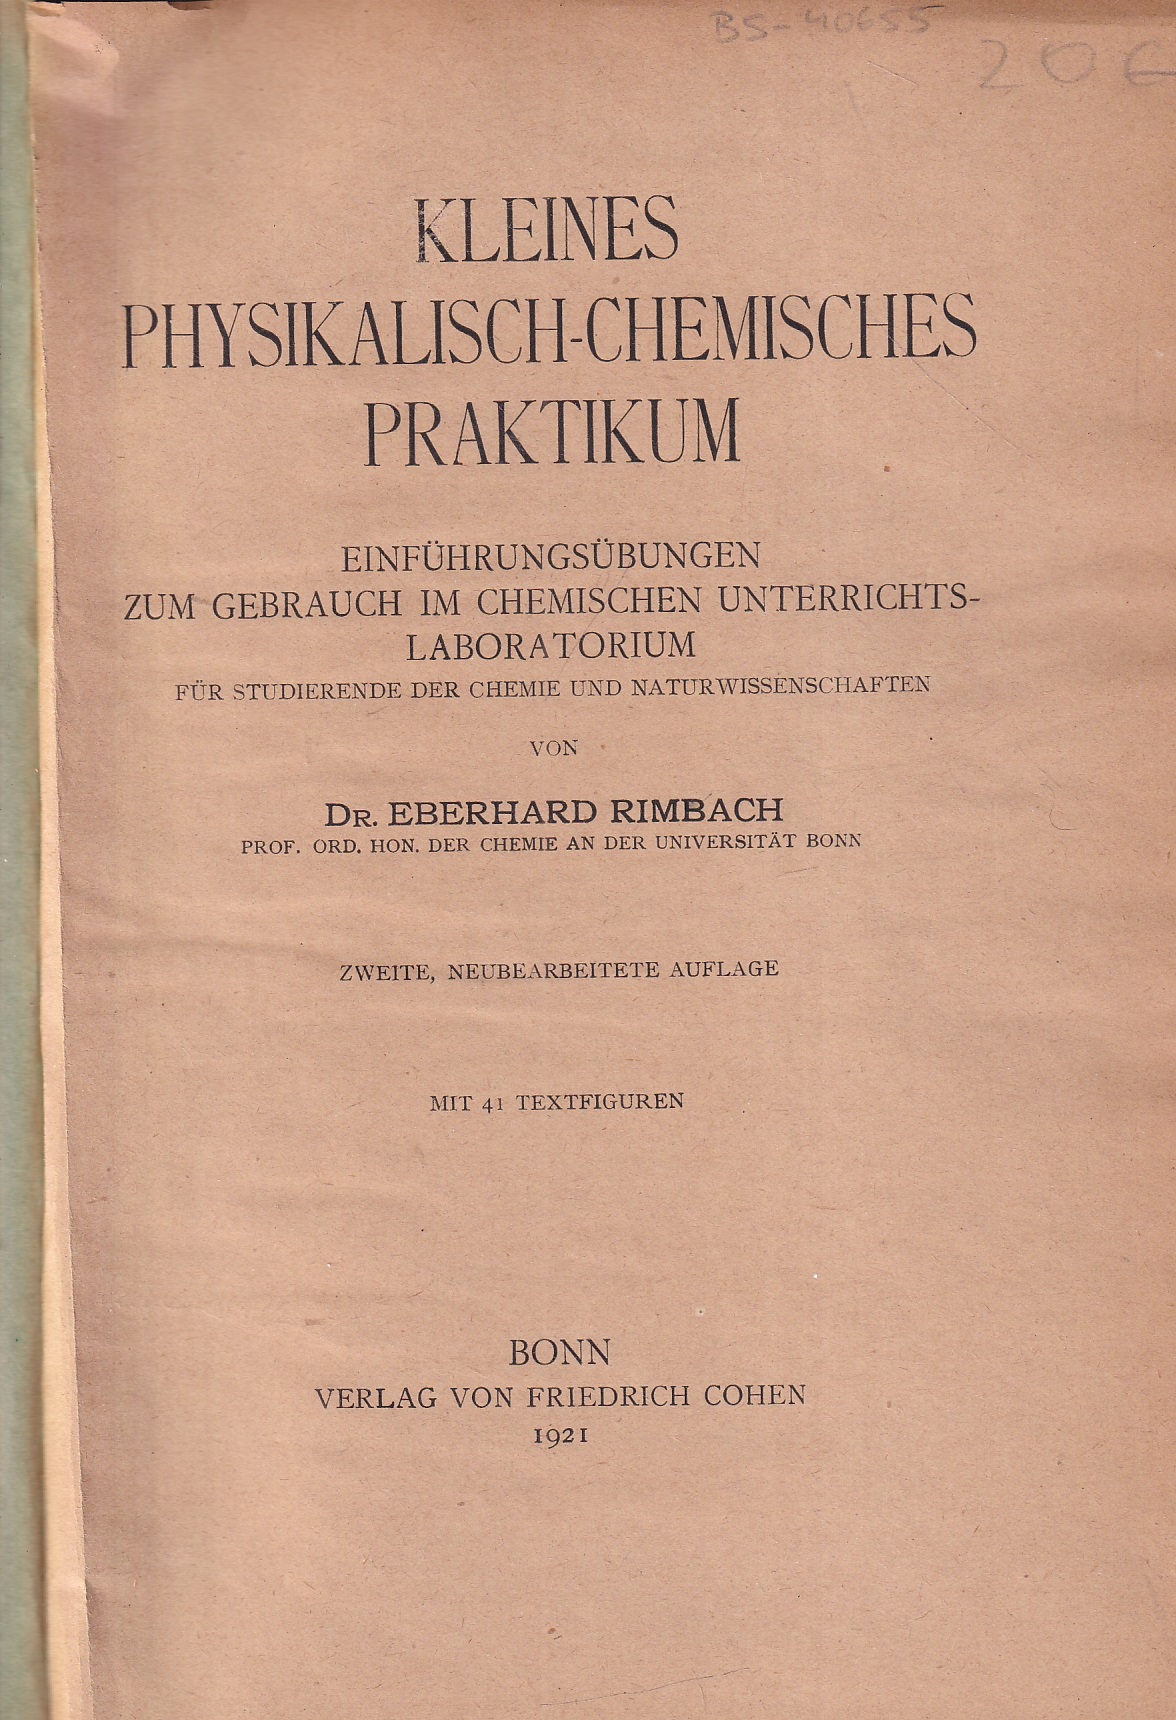 BS-40655
20
KLEINES
PHYSIKALISCH-CHEMISCHES
PRAKTIKUM
EINFÜHRUNGSÜBUNGEN
ZUM GEBRAUCH IM CHEMISCHEN UNTERRICHTS-
LABORATORIUM
FÜR STUDIERENDE DER CHEMIE UND NATURWISSENSCHAFTEN
VON
DR. EBERHARD RIMBACH
PROF. ORD. HON. DER CHEMIE AN DER UNIVERSITÄT BONN
ZWEITE, NEUBEARBEITETE AUFLAGE
MIT 41 TEXTFIGUREN
BONN
VERLAG VON FRIEDRICH COHEN
1921